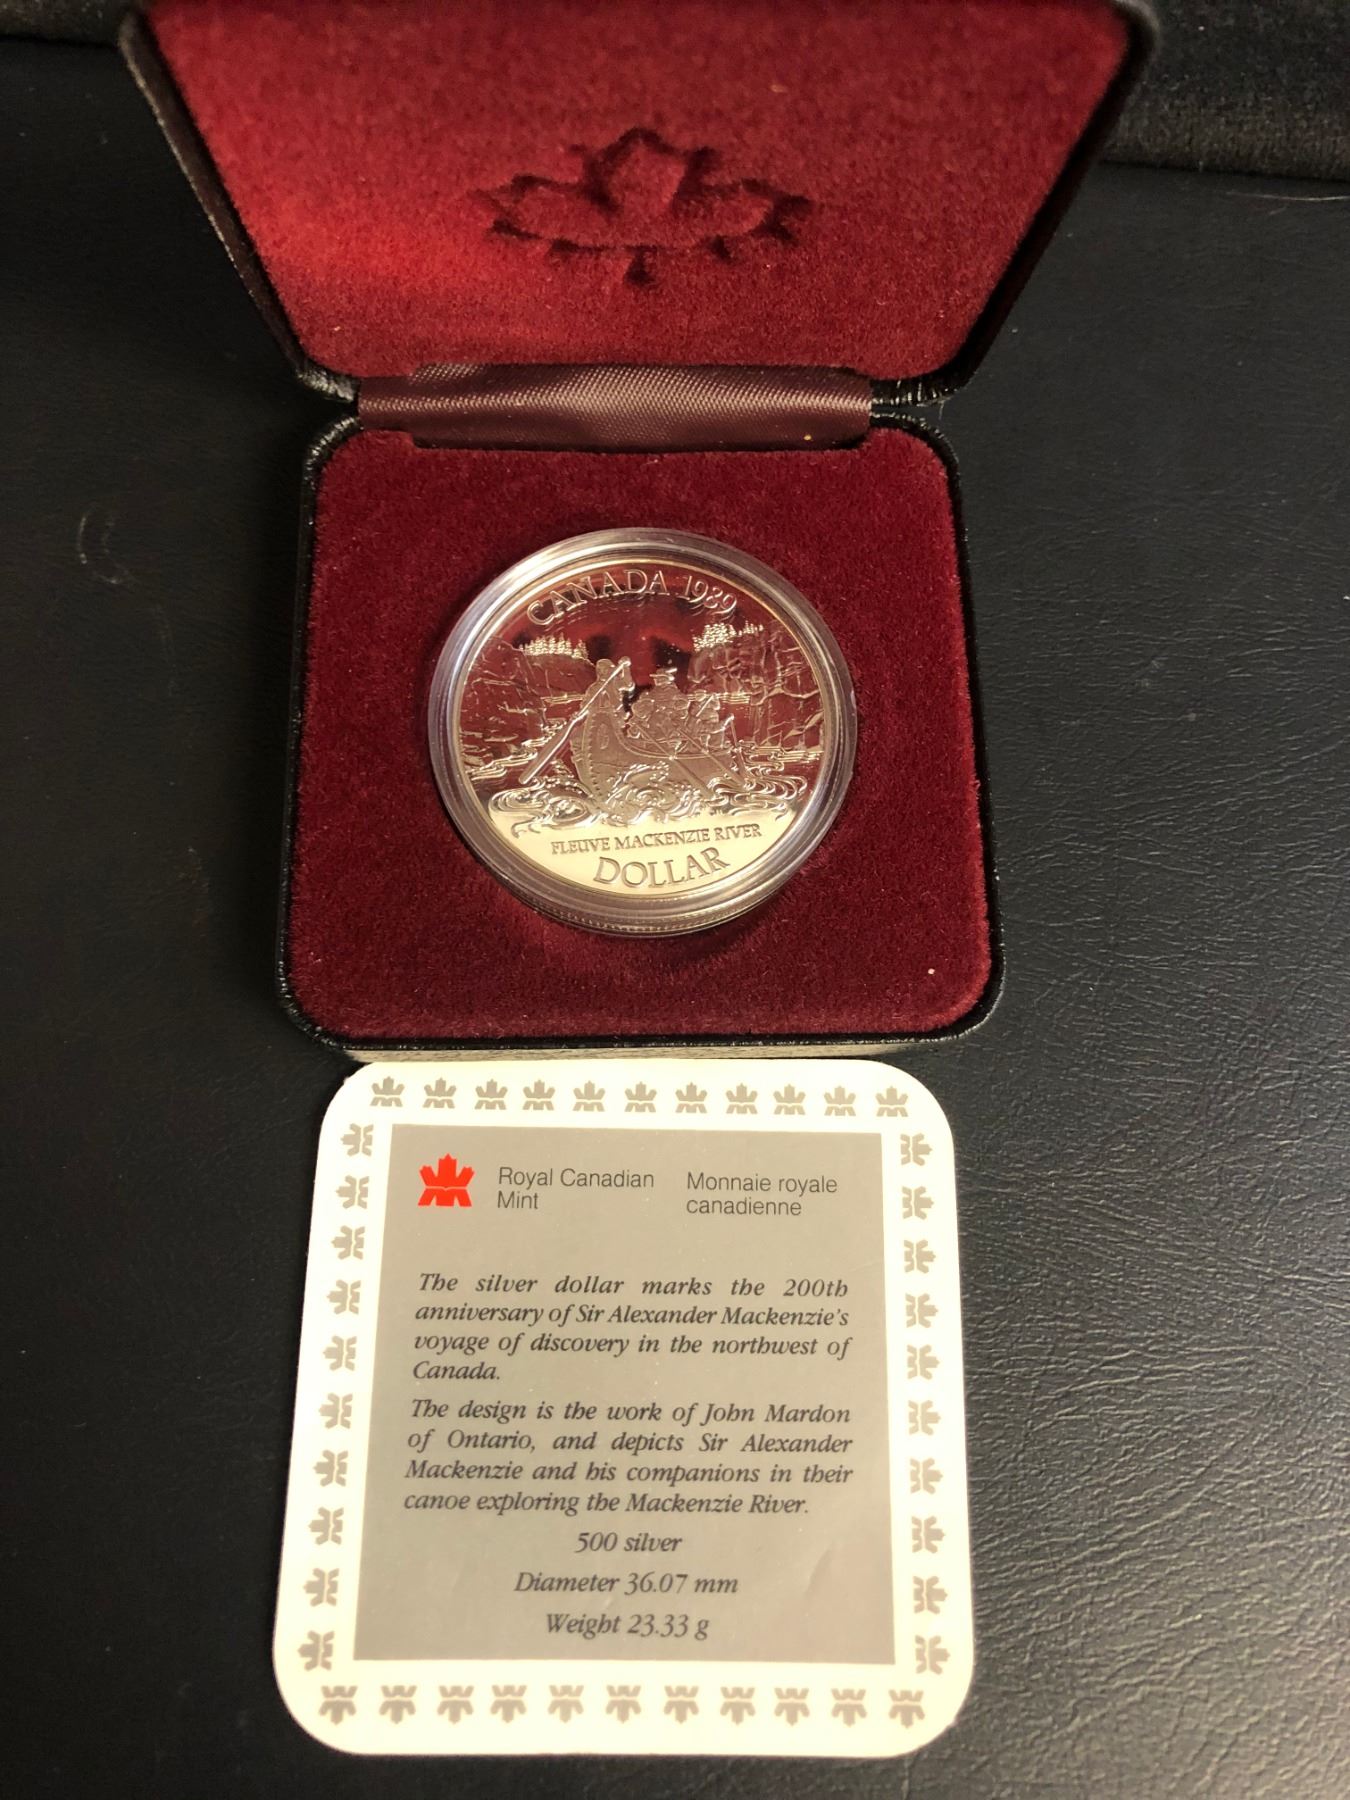 CANADA 1989
FLEUVE MACKENZIE RIVER
DOLLAR
Royal Canadian
Mint
Monnaie royale
canadienne
The silver dollar marks the 200th
anniversary of Sir Alexander Mackenzie's
voyage of discovery in the northwest of
Canada.
The design is the work of John Mardon
of Ontario, and depicts Sir Alexander
Mackenzie and his companions in their
canoe exploring the Mackenzie River.
500 silver
Diameter 36.07 mm
Weight 23.33 g